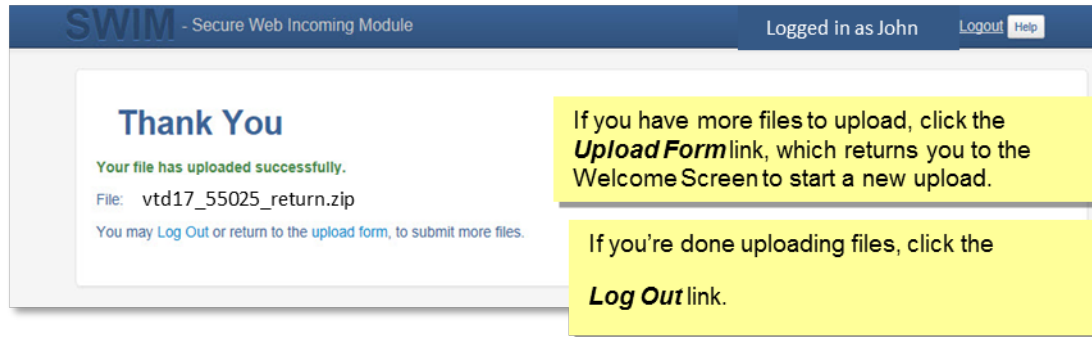 SWIM - Secure Web Incoming Module
Logged in as John
Logout Help
Thank You
Your file has uploaded successfully.
File: vtd17_55025_return.zip
You may Log Out or return to the upload form, to submit more files.
If you have more files to upload, click the
Upload Form link, which returns you to the
Welcome Screen to start a new upload.
If you’re done uploading files, click the
Log Out link.